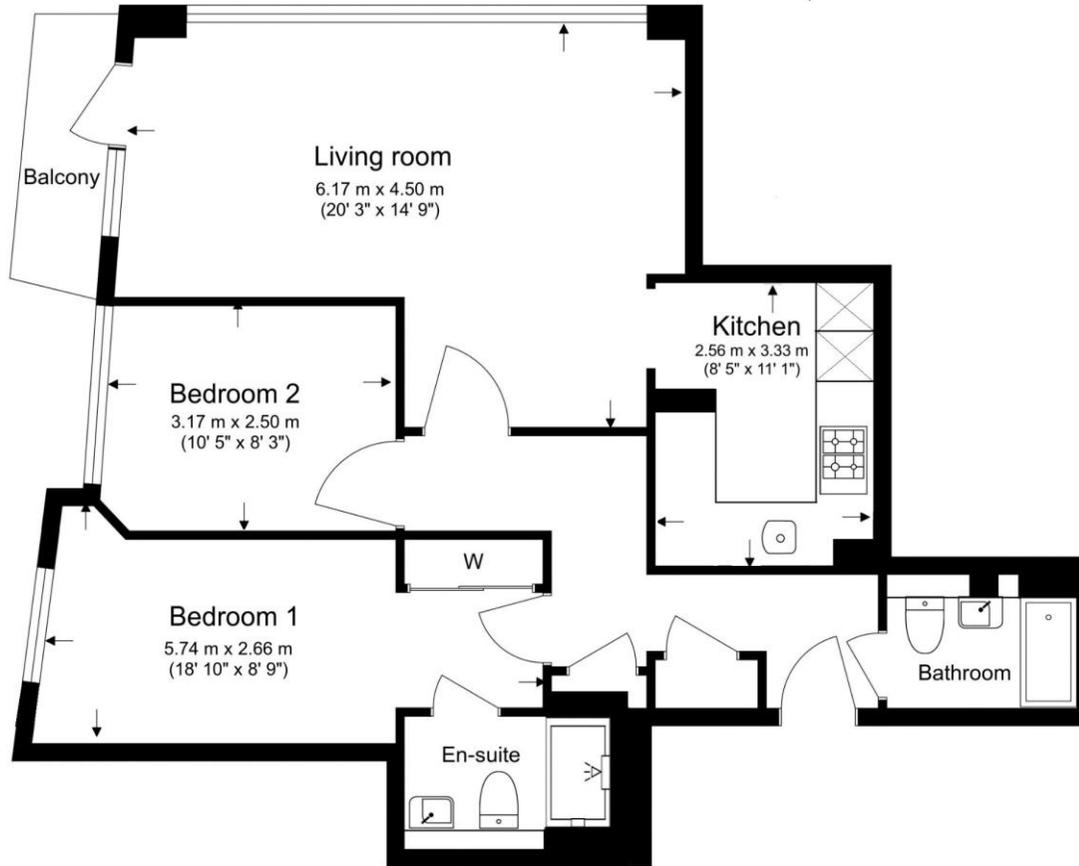 Balcony
Living room
6.17 m x 4.50 m
(20' 3" x 14' 9")
Kitchen
2.56 m x 3.33 m
(8' 5" x 11' 1")
Bedroom 2
3.17 m x 2.50 m
(10' 5" x 8' 3")
W
Bedroom 1
5.74 m x 2.66 m
(18' 10" x 8' 9")
Bathroom
En-suite